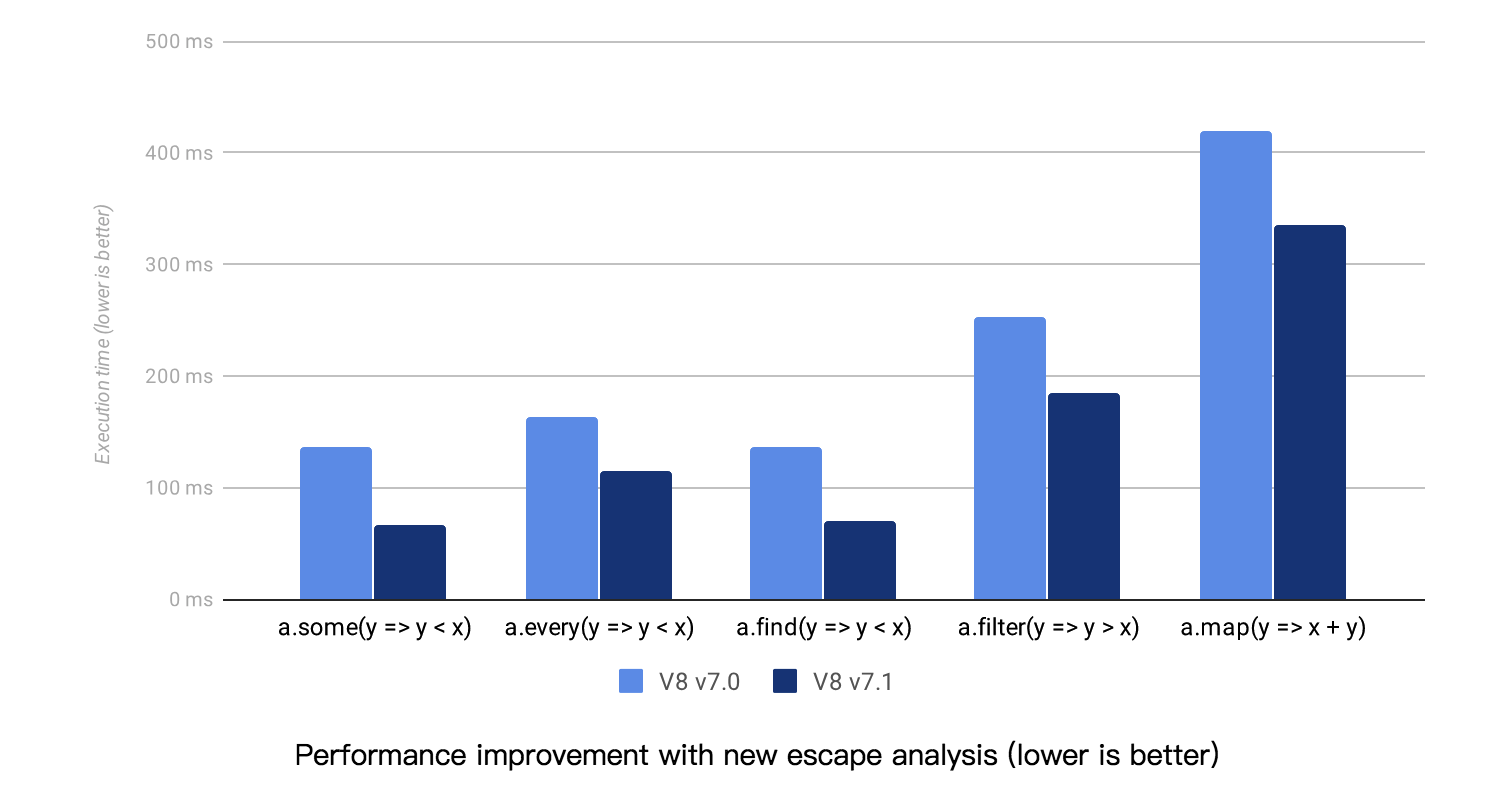 500 ms
400 ms
300 ms
200 ms
100 ms
0 ms
Execution time (lower is better)
a.some(y => y < x)
a.every(y => y < x)
a.find(y => y < x)
a.filter(y => y > x)
a.map(y => x + y)
V8 v7.0
V8 v7.1
Performance improvement with new escape analysis (lower is better)